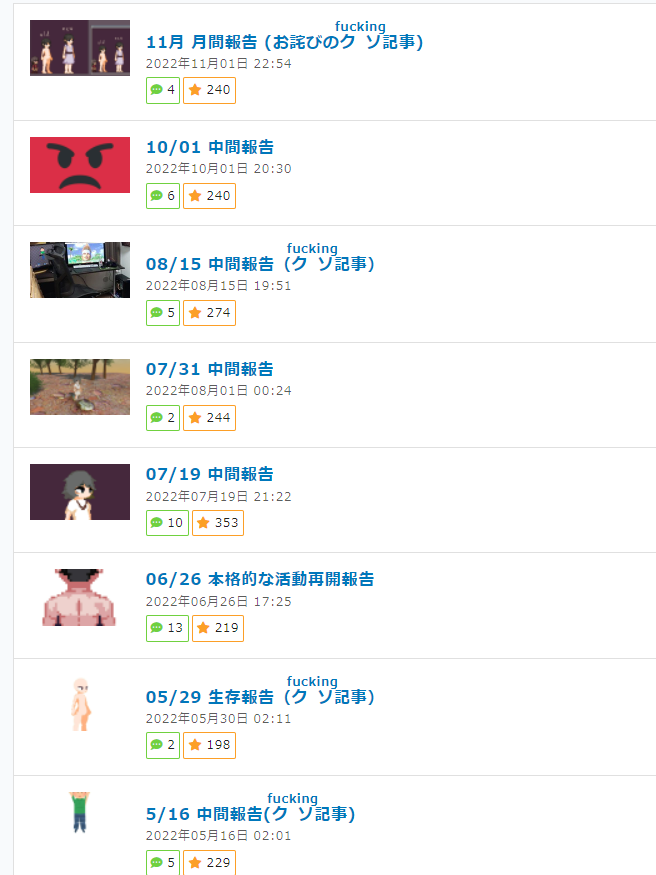 fucking
11月 月間報告 (お詫びのク ソ記事)
2022年11月01日 22:54
4 240
10/01 中間報告
2022年10月01日 20:30
6 240
fucking
08/15 中間報告 (ク ソ記事)
2022年08月15日 19:51
5 274
07/31 中間報告
2022年08月01日 00:24
2 244
07/19 中間報告
2022年07月19日 21:22
10 353
06/26 本格的な活動再開報告
2022年06月26日 17:25
13 219
fucking
05/29 生存報告 (ク ソ記事)
2022年05月30日 02:11
2 198
fucking
5/16 中間報告(ク ソ記事)
2022年05月16日 02:01
5 229